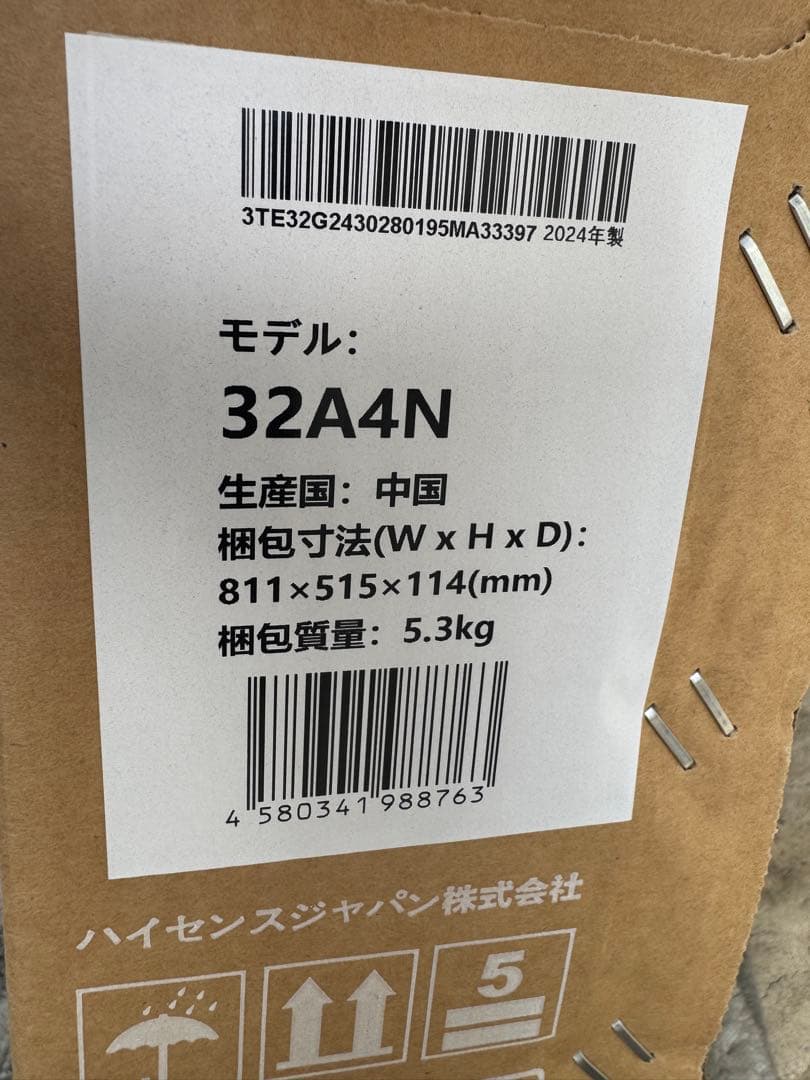 3TE32G2430280195MA33397 2024年製
モデル：
32A4N
生産国：中国
梱包寸法(W x H x D)：
811×515×114(mm)
梱包質量：5.3kg
4 580341 988763
ハイセンスジャパン株式会社
5